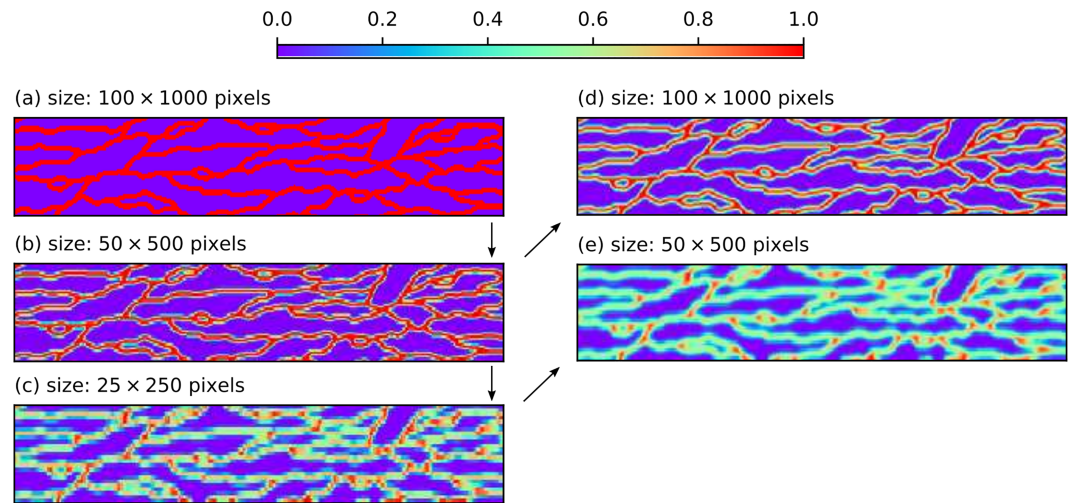 0.0 0.2 0.4 0.6 0.8 1.0
(a) size: 100 × 1000 pixels
(d) size: 100 × 1000 pixels
(b) size: 50 × 500 pixels
(e) size: 50 × 500 pixels
(c) size: 25 × 250 pixels